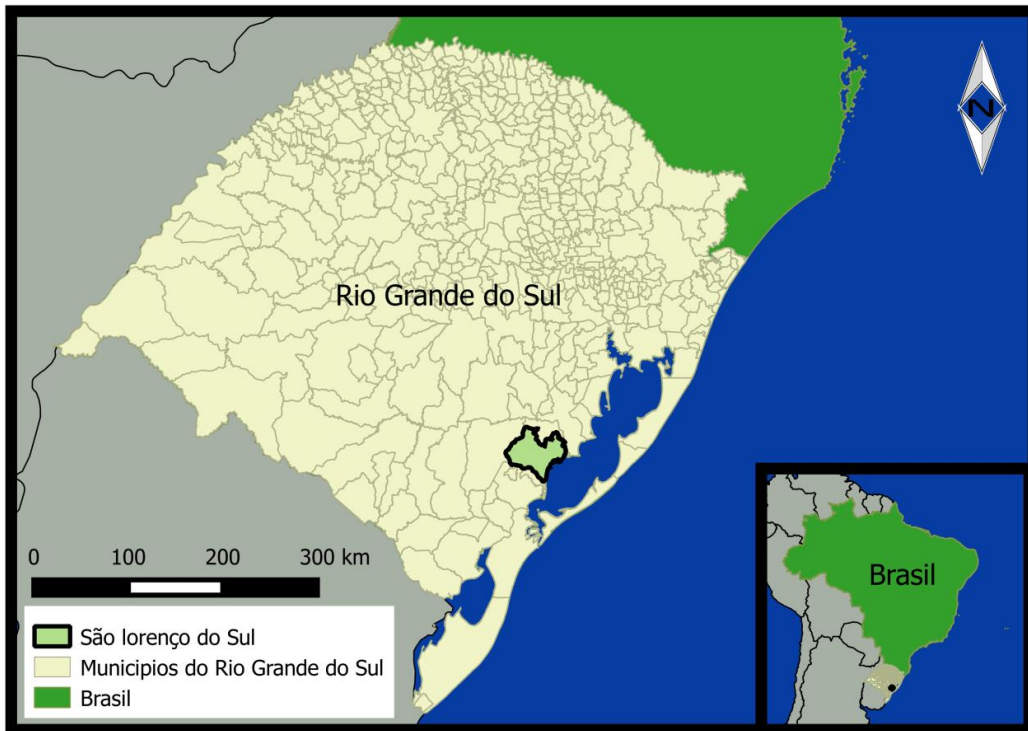 N
Rio Grande do Sul
0 100 200 300 km
São lorenço do Sul
Municipios do Rio Grande do Sul
Brasil
Brasil